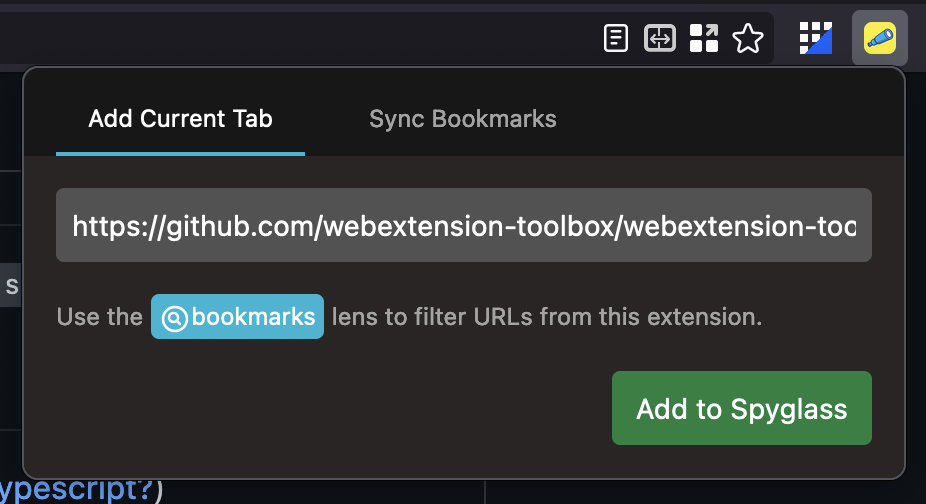 Add Current Tab
Sync Bookmarks
https://github.com/webextension-toolbox/webextension-too
s
Use the bookmarks lens to filter URLs from this extension.
Add to Spyglass
ypescript?)